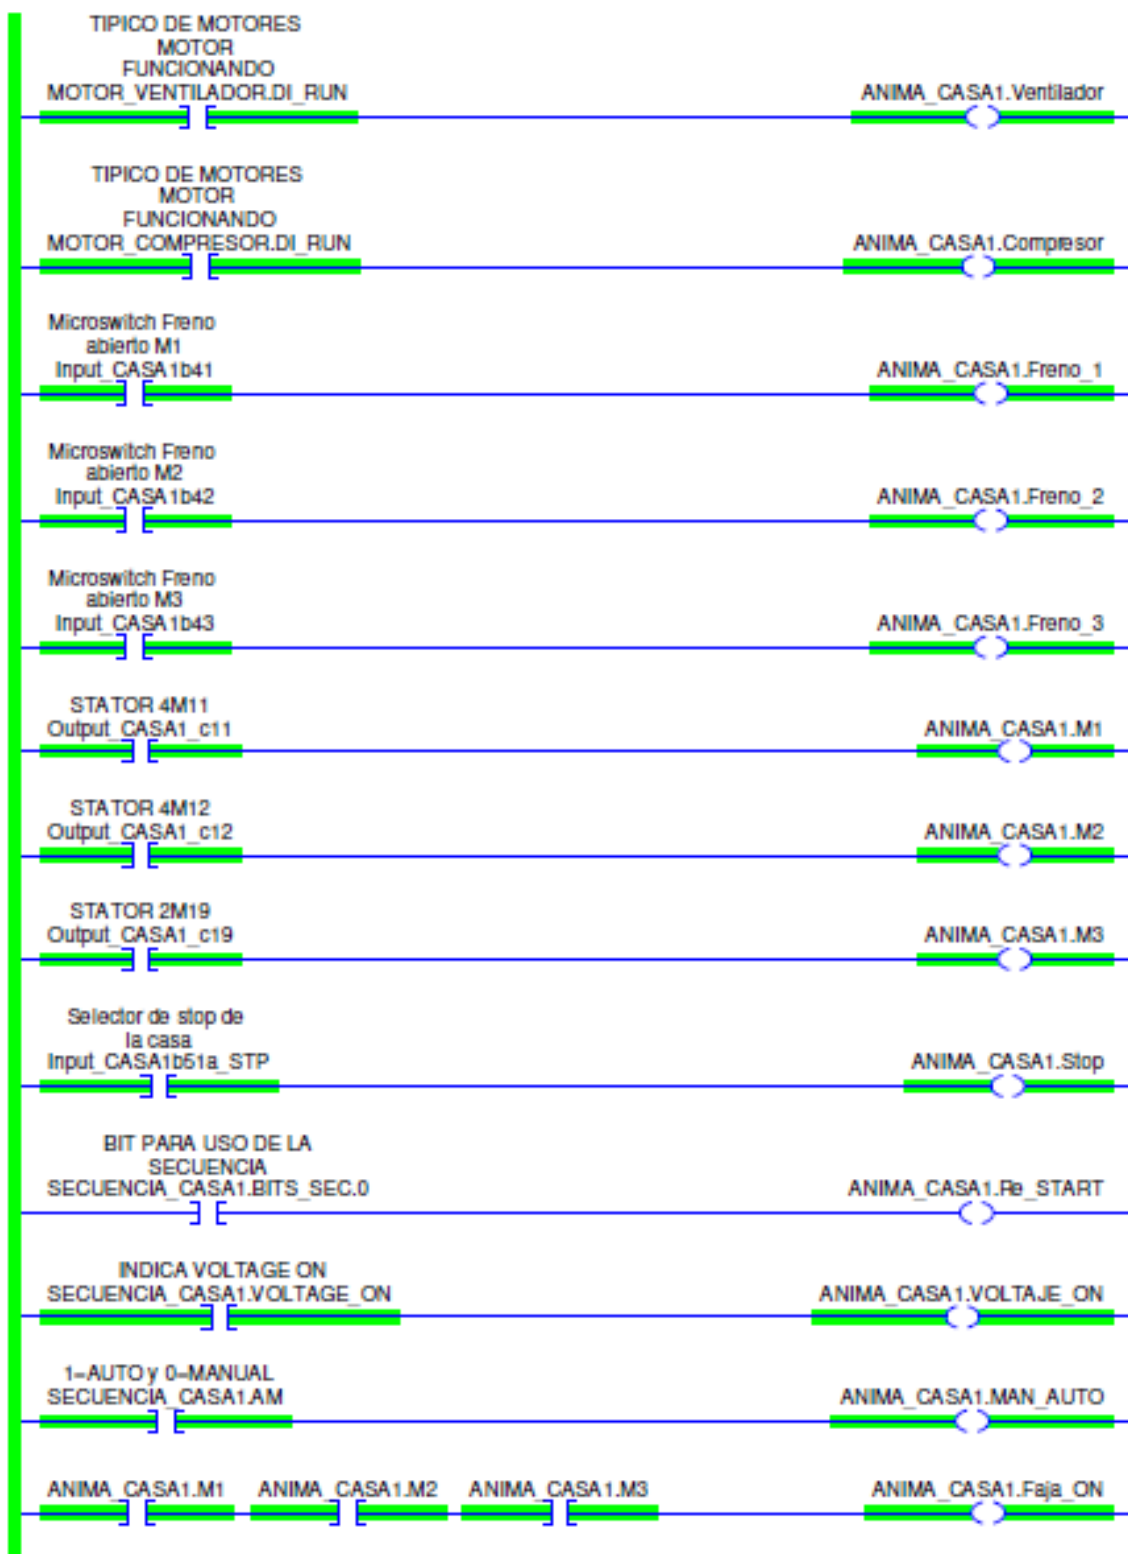 TIPICO DE MOTORES
MOTOR
FUNCIONANDO
MOTOR_VENTILADOR.DI_RUN
ANIMA_CASA1.Ventilador
TIPICO DE MOTORES
MOTOR
FUNCIONANDO
MOTOR_COMPRESOR.DI_RUN
ANIMA_CASA1.Compresor
Microswitch Freno
abierto M1
Input_CASA1b41
ANIMA_CASA1.Freno_1
Microswitch Freno
abierto M2
Input_CASA1b42
ANIMA_CASA1.Freno_2
Microswitch Freno
abierto M3
Input_CASA1b43
ANIMA_CASA1.Freno_3
STATOR 4M11
Output_CASA1_c11
ANIMA_CASA1.M1
STATOR 4M12
Output_CASA1_c12
ANIMA_CASA1.M2
STATOR 2M19
Output_CASA1_c19
ANIMA_CASA1.M3
Selector de stop de
la casa
Input_CASA1b51a_STP
ANIMA_CASA1.Stop
BIT PARA USO DE LA
SECUENCIA
SECUENCIA_CASA1.BITS_SEC.0
ANIMA_CASA1.Re_START
INDICA VOLTAGE ON
SECUENCIA_CASA1.VOLTAGE_ON
ANIMA_CASA1.VOLTAJE_ON
1-AUTO y 0-MANUAL
SECUENCIA_CASA1.AM
ANIMA_CASA1.MAN_AUTO
ANIMA_CASA1.M1 ANIMA_CASA1.M2 ANIMA_CASA1.M3
ANIMA_CASA1.Faja_ON